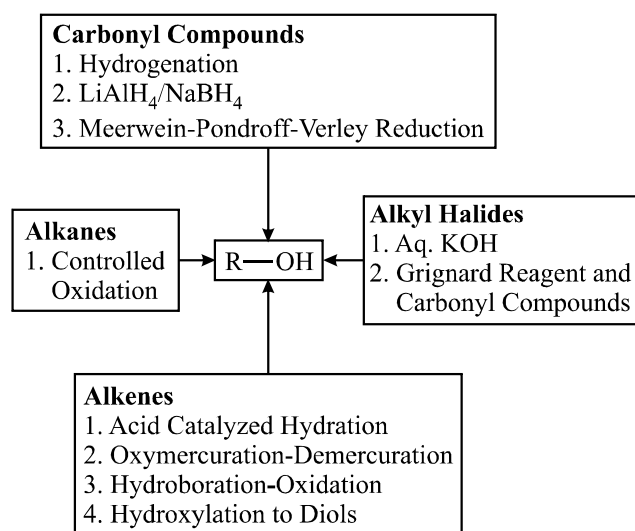 Carbonyl Compounds
1. Hydrogenation
2. LiAlH₄/NaBH₄
3. Meerwein-Pondroff-Verley Reduction
Alkanes
1. Controlled
Oxidation
R—OH
Alkyl Halides
1. Aq. KOH
2. Grignard Reagent and
Carbonyl Compounds
Alkenes
1. Acid Catalyzed Hydration
2. Oxymercuration-Demercuration
3. Hydroboration-Oxidation
4. Hydroxylation to Diols